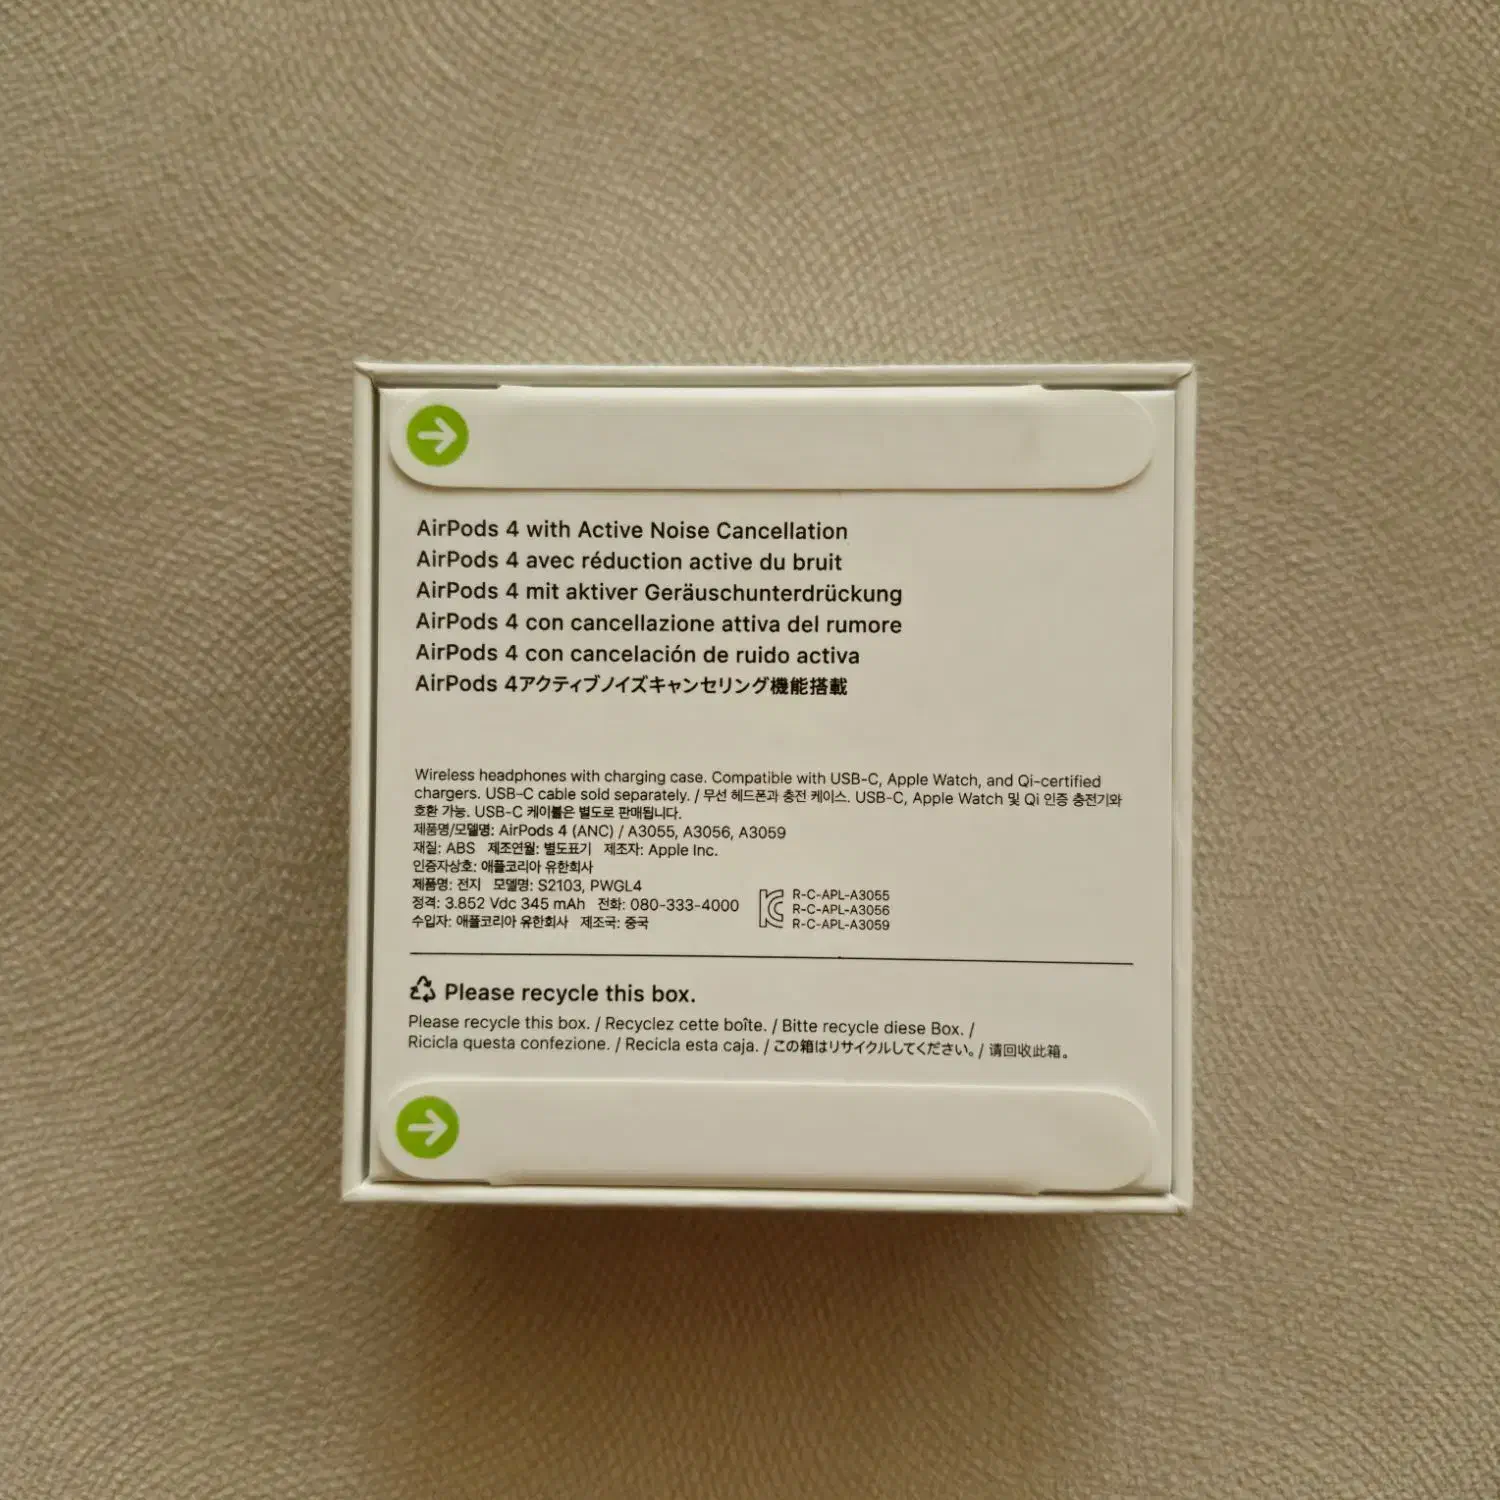 AirPods 4 with Active Noise Cancellation
AirPods 4 avec réduction active du bruit
AirPods 4 mit aktiver Geräuschunterdrückung
AirPods 4 con cancellazione attiva del rumore
AirPods 4 con cancelación de ruido activa
AirPods 4アクティブノイズキャンセリング機能搭載
Wireless headphones with charging case. Compatible with USB-C, Apple Watch, and Qi-certified
chargers. USB-C cable sold separately. / 무선 헤드폰과 충전 케이스. USB-C, Apple Watch 및 Qi 인증 충전기와
호환 가능. USB-C 케이블은 별도로 판매됩니다.
제품명/모델명: AirPods 4 (ANC) / A3055, A3056, A3059
재질: ABS 제조연월: 별도표기 제조자: Apple Inc.
인증자상호: 애플코리아 유한회사
제품명: 전지 모델명: S2103, PWGL4
정격: 3.852 Vdc 345 mAh 전화: 080-333-4000
수입자: 애플코리아 유한회사 제조국: 중국
R-C-APL-A3055
R-C-APL-A3056
R-C-APL-A3059
Please recycle this box.
Please recycle this box. / Recyclez cette boîte. / Bitte recycle diese Box. /
Ricicla questa confezione. / Recicla esta caja. / この箱はリサイクルしてください。/ 请回收此箱。